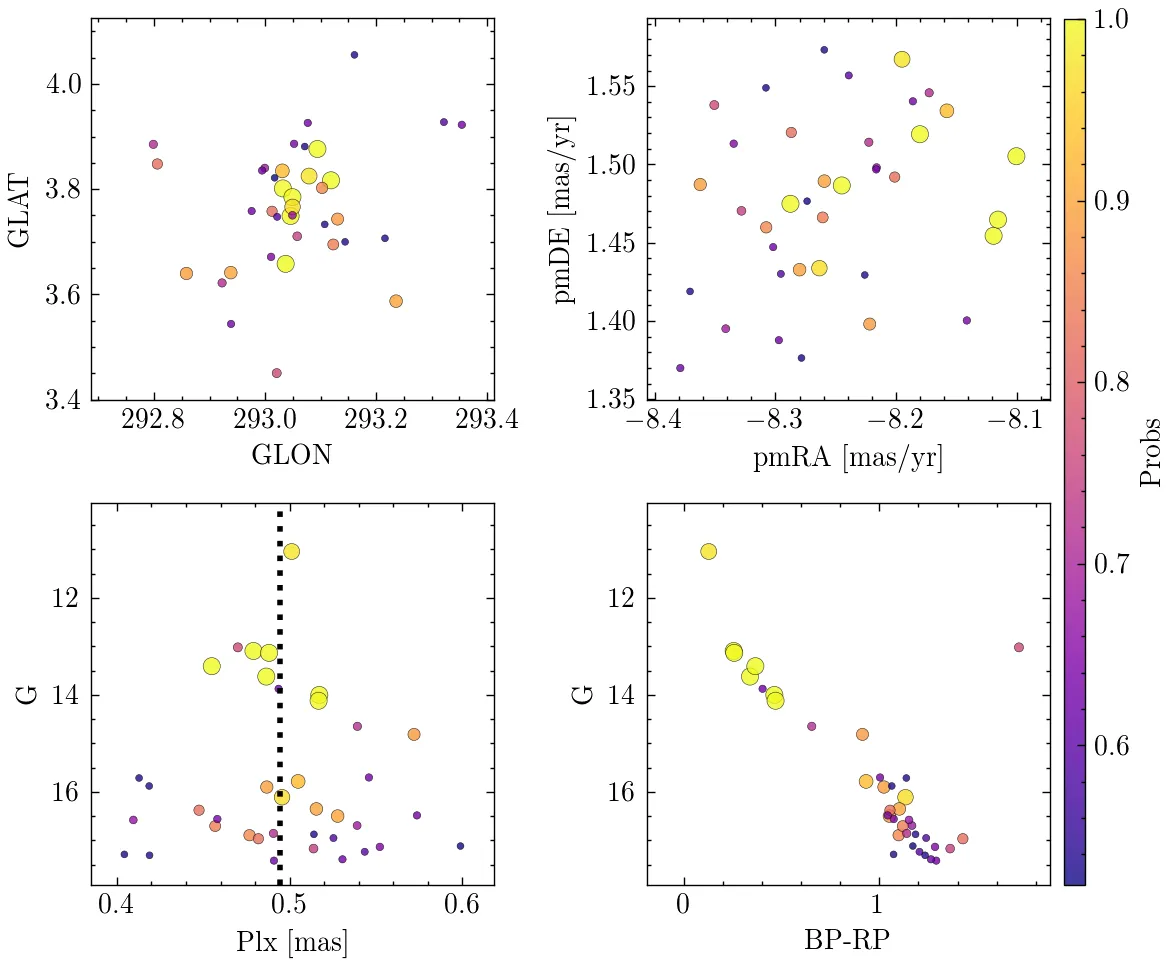 4.0
3.8
3.6
3.4
GLAT
292.8 293.0 293.2 293.4
GLON
1.55
1.50
1.45
1.40
1.35
pmDE [mas/yr]
−8.4 −8.3 −8.2 −8.1
pmRA [mas/yr]
12
14
16
G
0.4 0.5 0.6
Plx [mas]
12
14
16
G
0 1
BP-RP
1.0
0.9
0.8
0.7
0.6
Probs